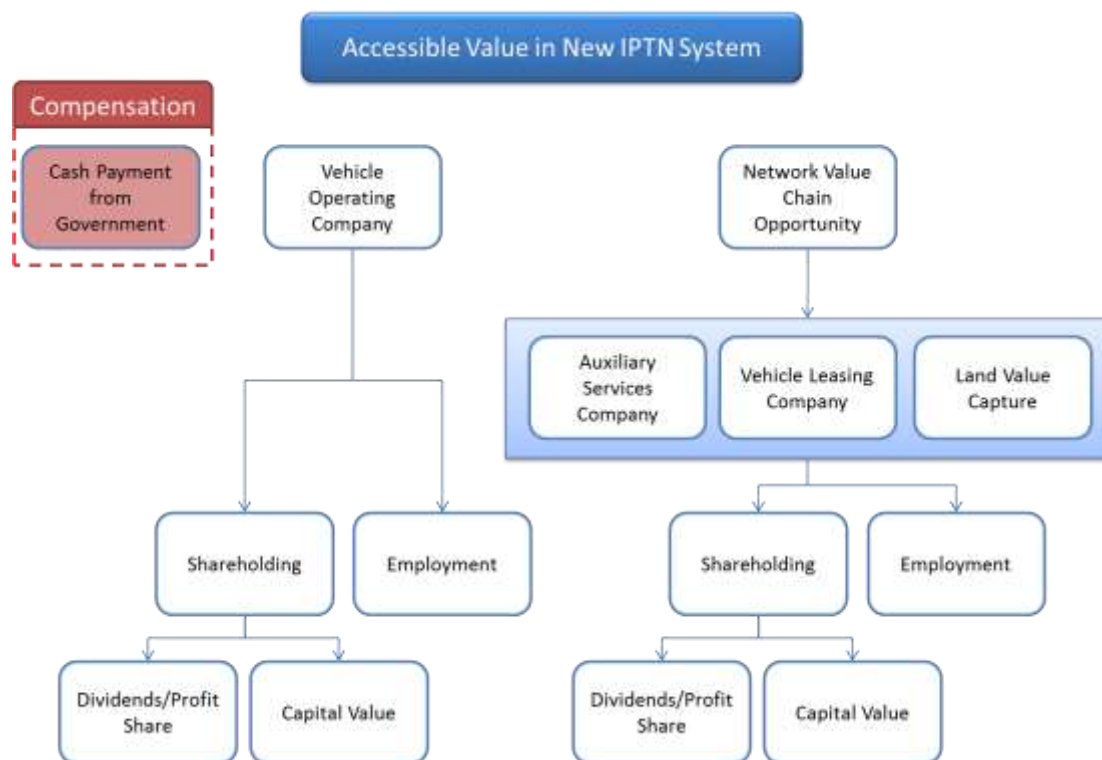 Accessible Value in New IPTN System
Compensation
Cash Payment
from
Government
Vehicle
Operating
Company
Network Value
Chain
Opportunity
Auxiliary
Services
Company
Vehicle Leasing
Company
Land Value
Capture
Shareholding
Employment
Shareholding
Employment
Dividends/Profit
Share
Capital Value
Dividends/Profit
Share
Capital Value